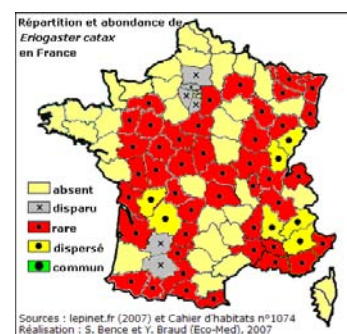 Répartition et abondance de
Eriogaster catax
en France
absent
disparu
rare
dispersé
commun
Sources : lepinet.fr (2007) et Cahier d'habitats n°1074
Réalisation : S. Bence et Y. Braud (Eco-Med), 2007